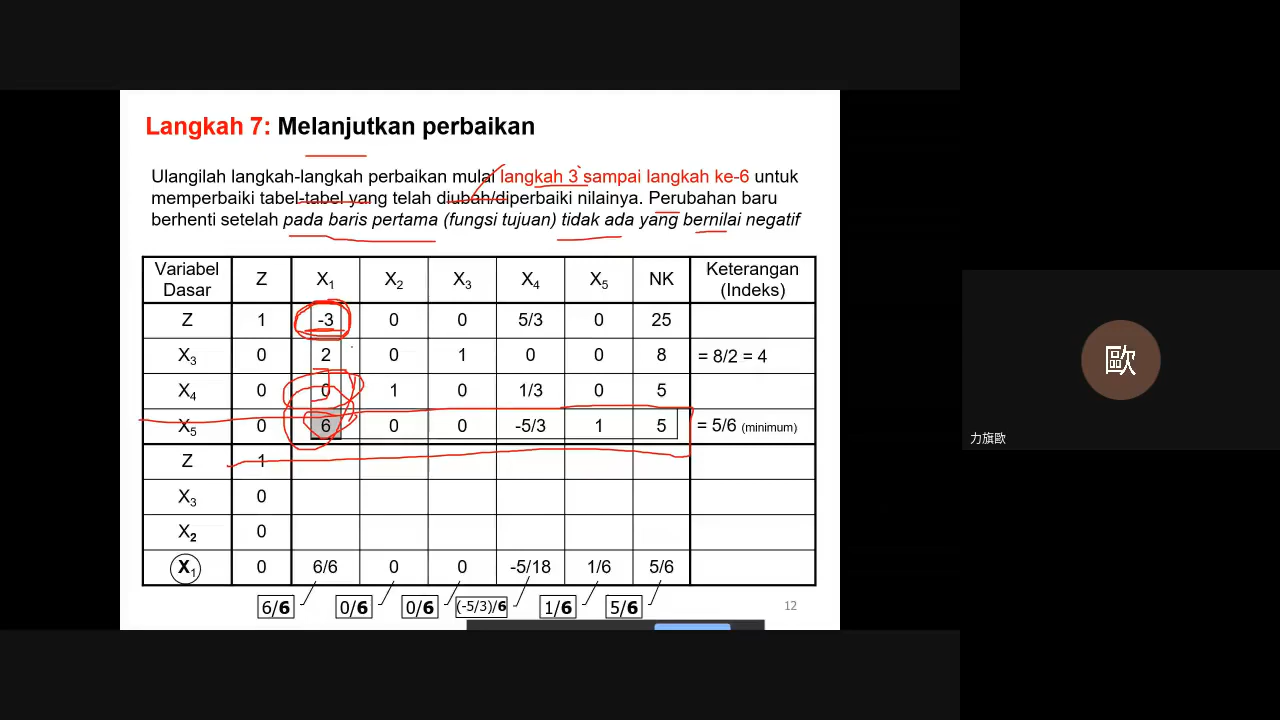 Langkah 7: Melanjutkan perbaikan
Ulangilah langkah-langkah perbaikan mulai langkah 3 sampai langkah ke-6 untuk
memperbaiki tabel-tabel yang telah diubah/diperbaiki nilainya. Perubahan baru
berhenti setelah pada baris pertama (fungsi tujuan) tidak ada yang bernilai negatif
Variabel Dasar Z X1 X2 X3 X4 X5 NK Keterangan (Indeks)
Z 1 -3 0 0 5/3 0 25
X3 0 2 0 1 0 0 8 = 8/2 = 4
X4 0 0 1 0 1/3 0 5
X5 0 6 0 0 -5/3 1 5 = 5/6 (minimum)
Z 1
X3 0
X2 0
X1 0 6/6 0 0 -5/18 1/6 5/6
6/6 0/6 0/6 (-5/3)/6 1/6 5/6
12
歐
力旗歐